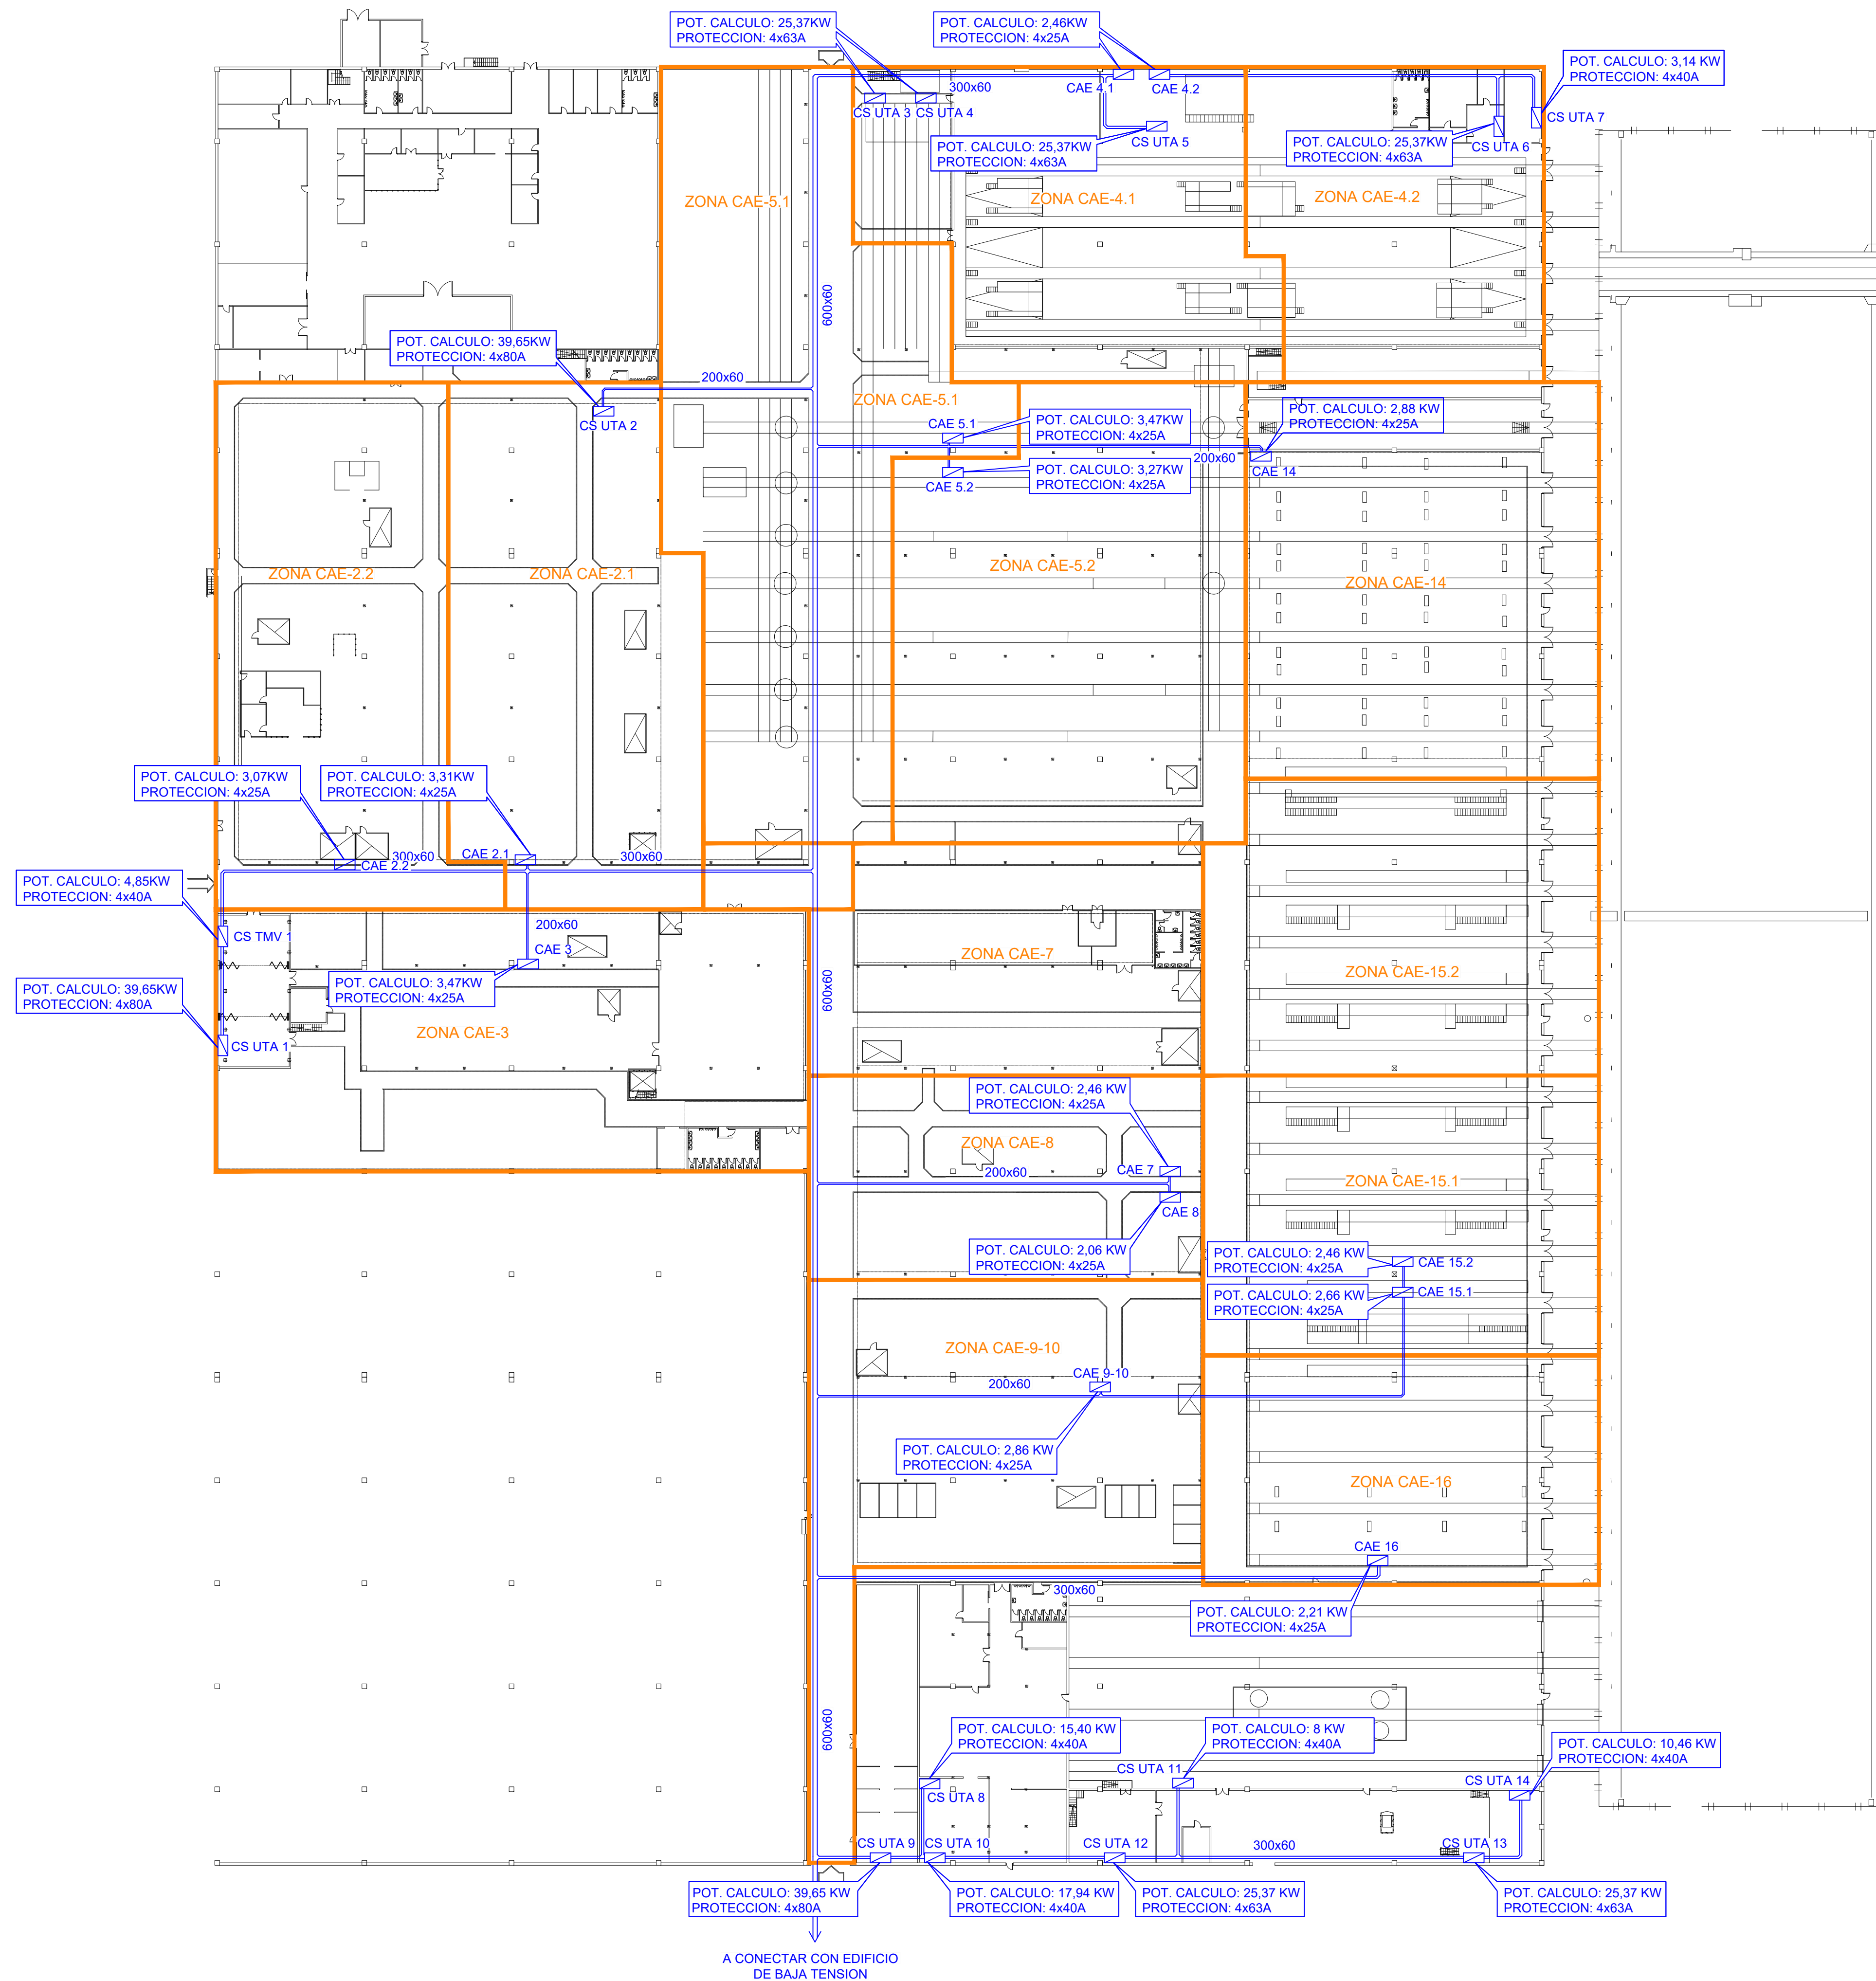 POT. CALCULO: 25,37KW
PROTECCION: 4x63A
POT. CALCULO: 2,46KW
PROTECCION: 4x25A
POT. CALCULO: 3,14 KW
PROTECCION: 4x40A
CAE 4.1
CAE 4.2
300x60
CS UTA 3
CS UTA 4
CS UTA 7
POT. CALCULO: 25,37KW
PROTECCION: 4x63A
CS UTA 5
POT. CALCULO: 25,37KW
PROTECCION: 4x63A
CS UTA 6
ZONA CAE-5.1
ZONA CAE-4.1
ZONA CAE-4.2
600x60
POT. CALCULO: 39,65KW
PROTECCION: 4x80A
200x60
CS UTA 2
ZONA CAE-5.1
CAE 5.1
POT. CALCULO: 3,47KW
PROTECCION: 4x25A
POT. CALCULO: 2,88 KW
PROTECCION: 4x25A
200x60
CAE 14
CAE 5.2
POT. CALCULO: 3,27KW
PROTECCION: 4x25A
ZONA CAE-2.2
ZONA CAE-2.1
ZONA CAE-5.2
ZONA CAE-14
POT. CALCULO: 3,07KW
PROTECCION: 4x25A
POT. CALCULO: 3,31KW
PROTECCION: 4x25A
300x60
CAE 2.1
300x60
CAE 2.2
POT. CALCULO: 4,85KW
PROTECCION: 4x40A
CS TMV 1
200x60
CAE 3
ZONA CAE-7
ZONA CAE-15.2
POT. CALCULO: 39,65KW
PROTECCION: 4x80A
POT. CALCULO: 3,47KW
PROTECCION: 4x25A
600x60
ZONA CAE-3
CS UTA 1
POT. CALCULO: 2,46 KW
PROTECCION: 4x25A
ZONA CAE-8
CAE 7
200x60
ZONA CAE-15.1
CAE 8
POT. CALCULO: 2,06 KW
PROTECCION: 4x25A
POT. CALCULO: 2,46 KW
PROTECCION: 4x25A
CAE 15.2
POT. CALCULO: 2,66 KW
PROTECCION: 4x25A
CAE 15.1
ZONA CAE-9-10
CAE 9-10
200x60
POT. CALCULO: 2,86 KW
PROTECCION: 4x25A
ZONA CAE-16
CAE 16
300x60
POT. CALCULO: 2,21 KW
PROTECCION: 4x25A
600x60
POT. CALCULO: 15,40 KW
PROTECCION: 4x40A
POT. CALCULO: 8 KW
PROTECCION: 4x40A
POT. CALCULO: 10,46 KW
PROTECCION: 4x40A
CS UTA 11
CS UTA 14
CS UTA 8
CS UTA 9
CS UTA 10
CS UTA 12
300x60
CS UTA 13
POT. CALCULO: 39,65 KW
PROTECCION: 4x80A
POT. CALCULO: 17,94 KW
PROTECCION: 4x40A
POT. CALCULO: 25,37 KW
PROTECCION: 4x63A
POT. CALCULO: 25,37 KW
PROTECCION: 4x63A
A CONECTAR CON EDIFICIO
DE BAJA TENSION